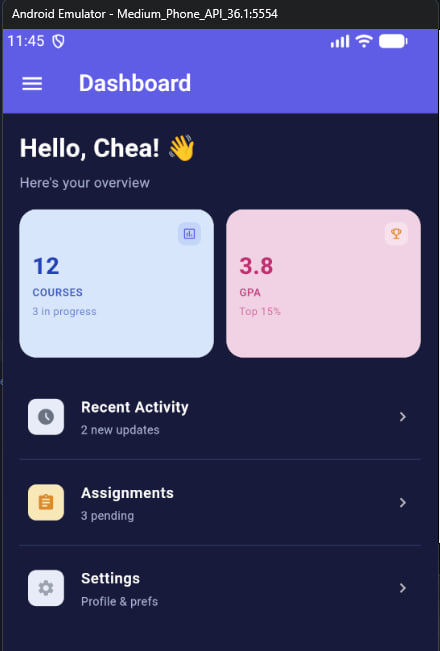 Android Emulator - Medium_Phone_API_36.1:5554
11:45
Dashboard
Hello, Chea! 👋
Here's your overview
12
COURSES
3 in progress
3.8
GPA
Top 15%
Recent Activity
2 new updates
Assignments
3 pending
Settings
Profile & prefs